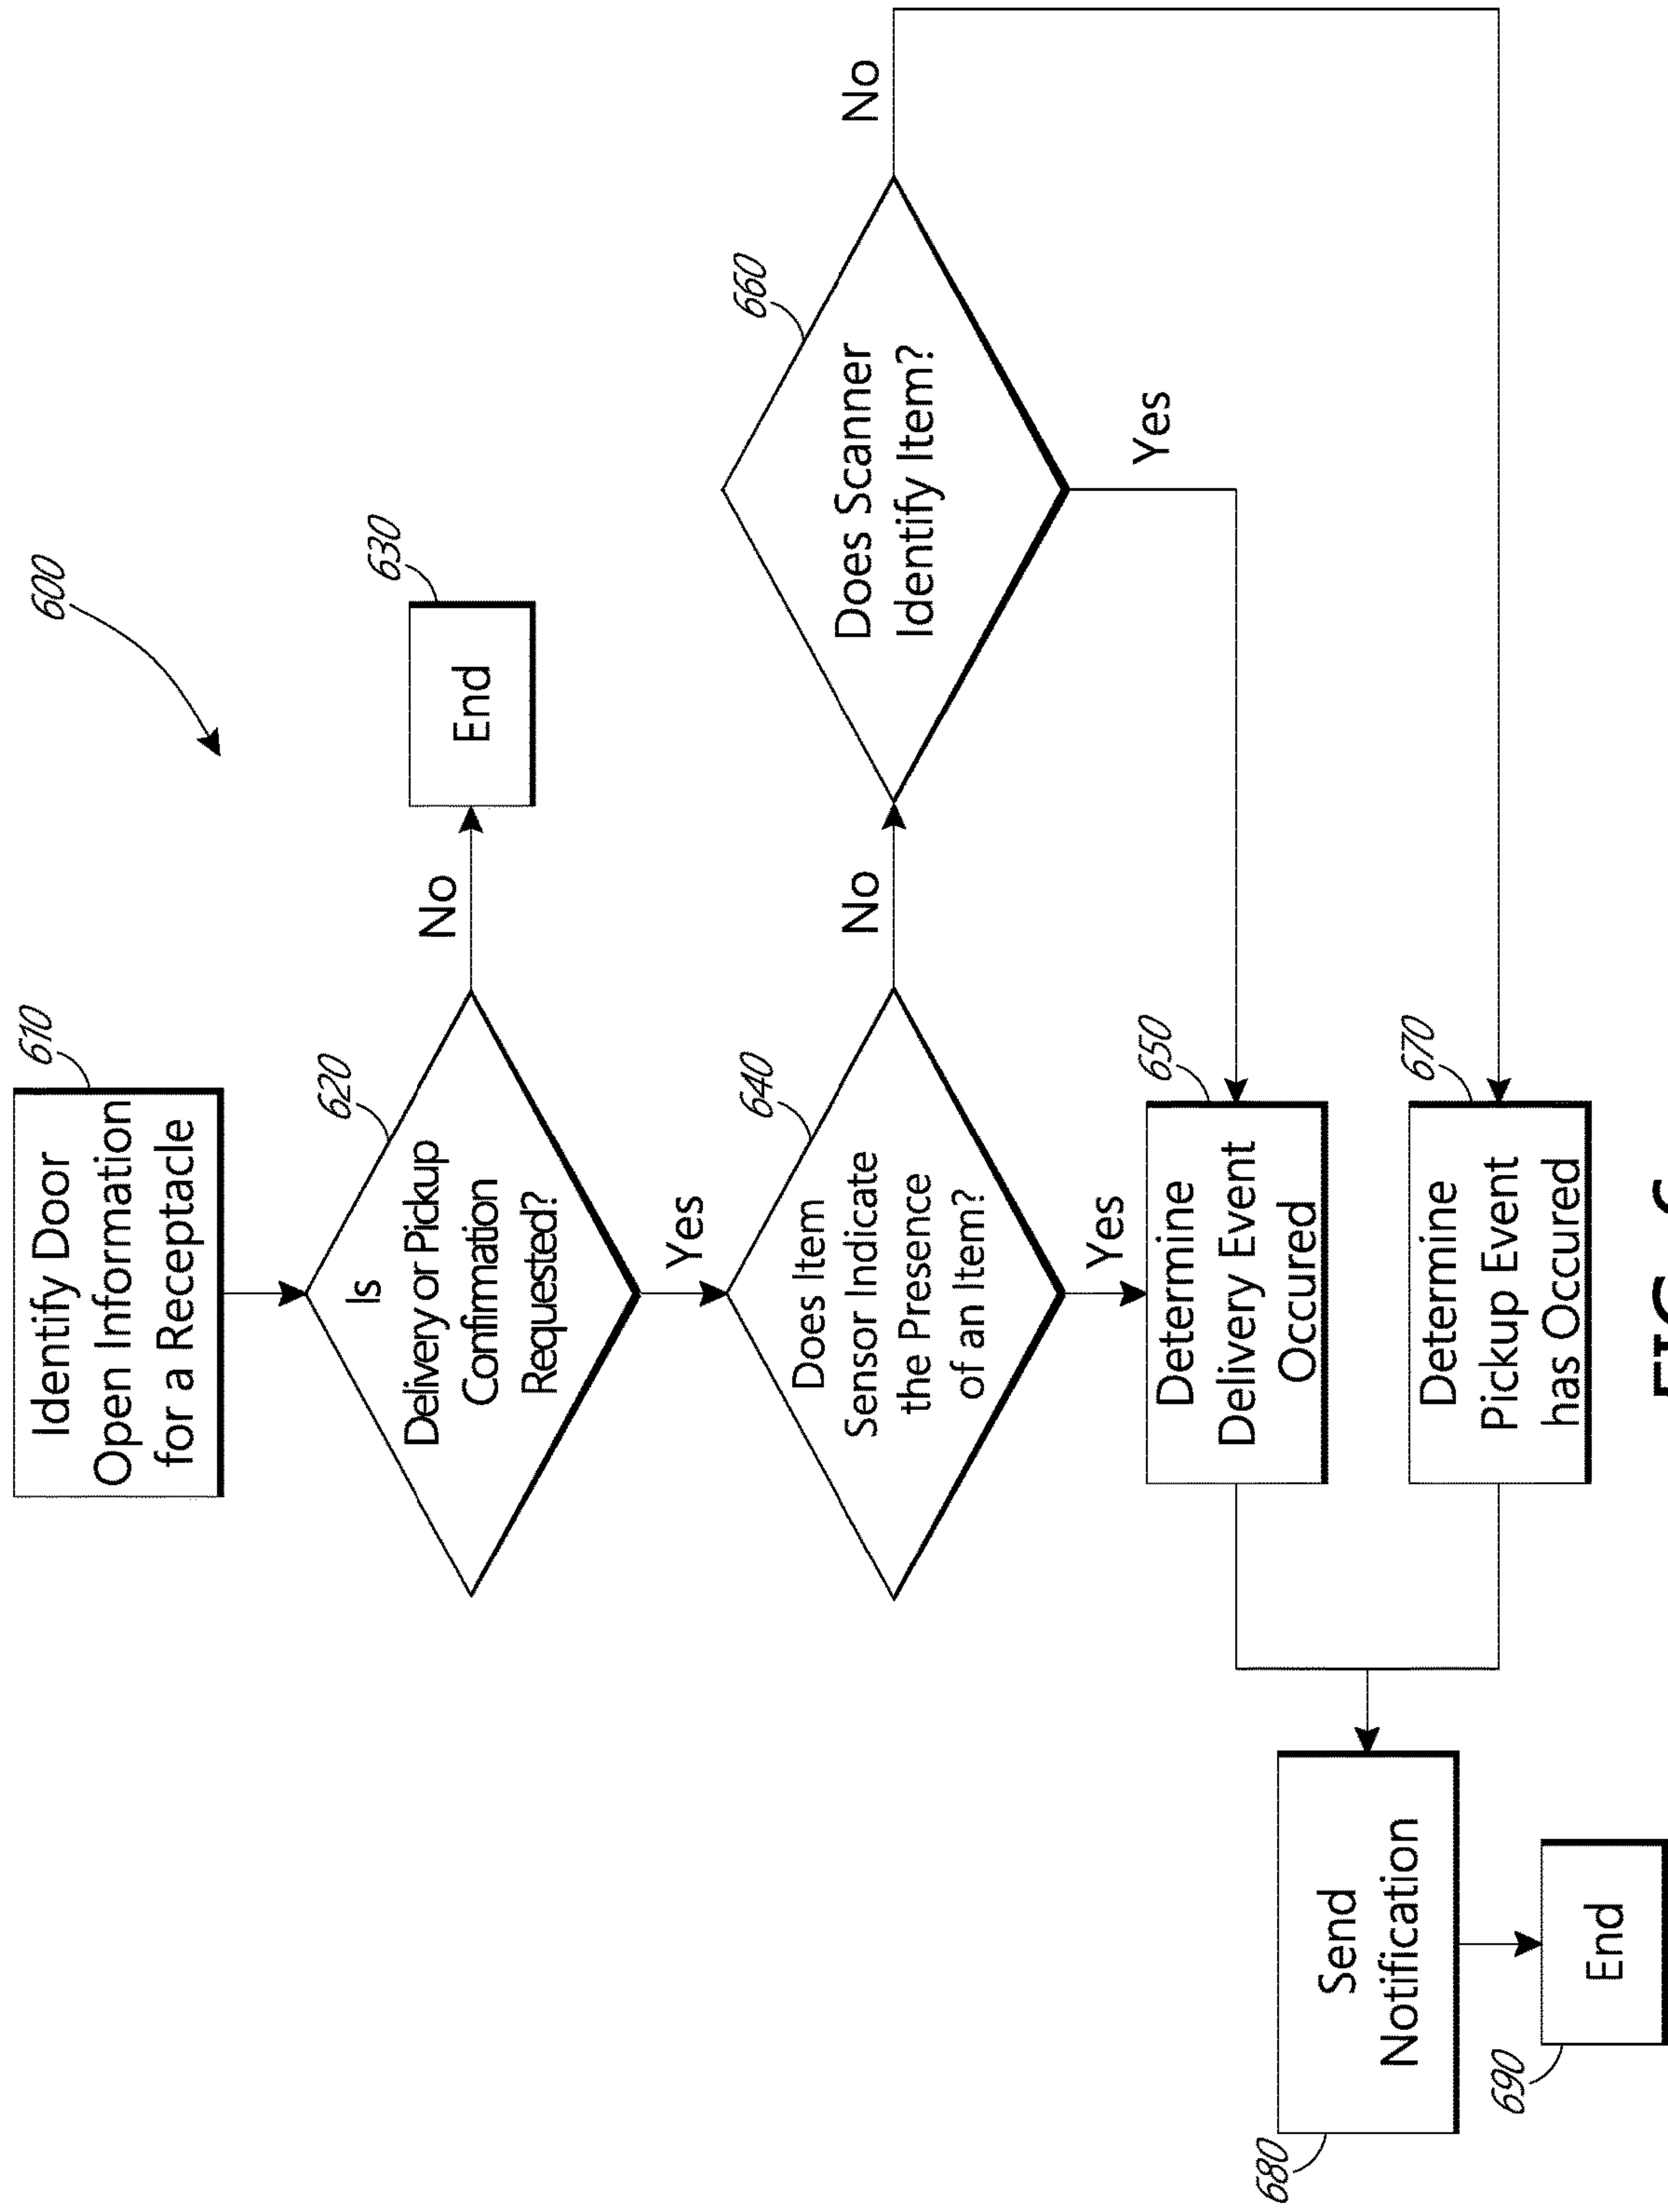 600
610
Identify Door
Open Information
for a Receptacle
620
Is
Delivery or Pickup
Confirmation
Requested?
No
630
End
Yes
640
Does Item
Sensor Indicate
the Presence
of an Item?
No
660
Does Scanner
Identify Item?
No
Yes
Yes
650
Determine
Delivery Event
Occured
670
Determine
Pickup Event
has Occured
680
Send
Notification
690
End